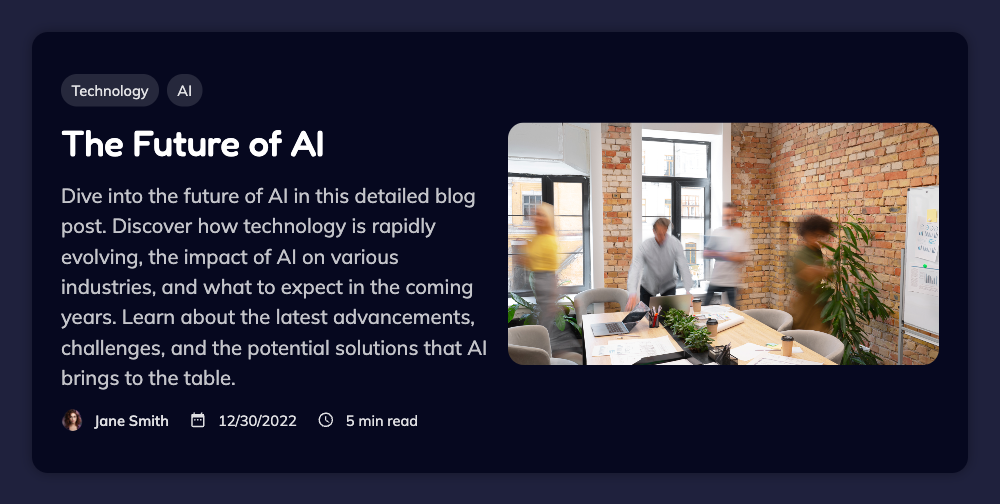 Technology AI
The Future of AI
Dive into the future of AI in this detailed blog
post. Discover how technology is rapidly
evolving, the impact of AI on various
industries, and what to expect in the coming
years. Learn about the latest advancements,
challenges, and the potential solutions that AI
brings to the table.
Jane Smith 12/30/2022 5 min read